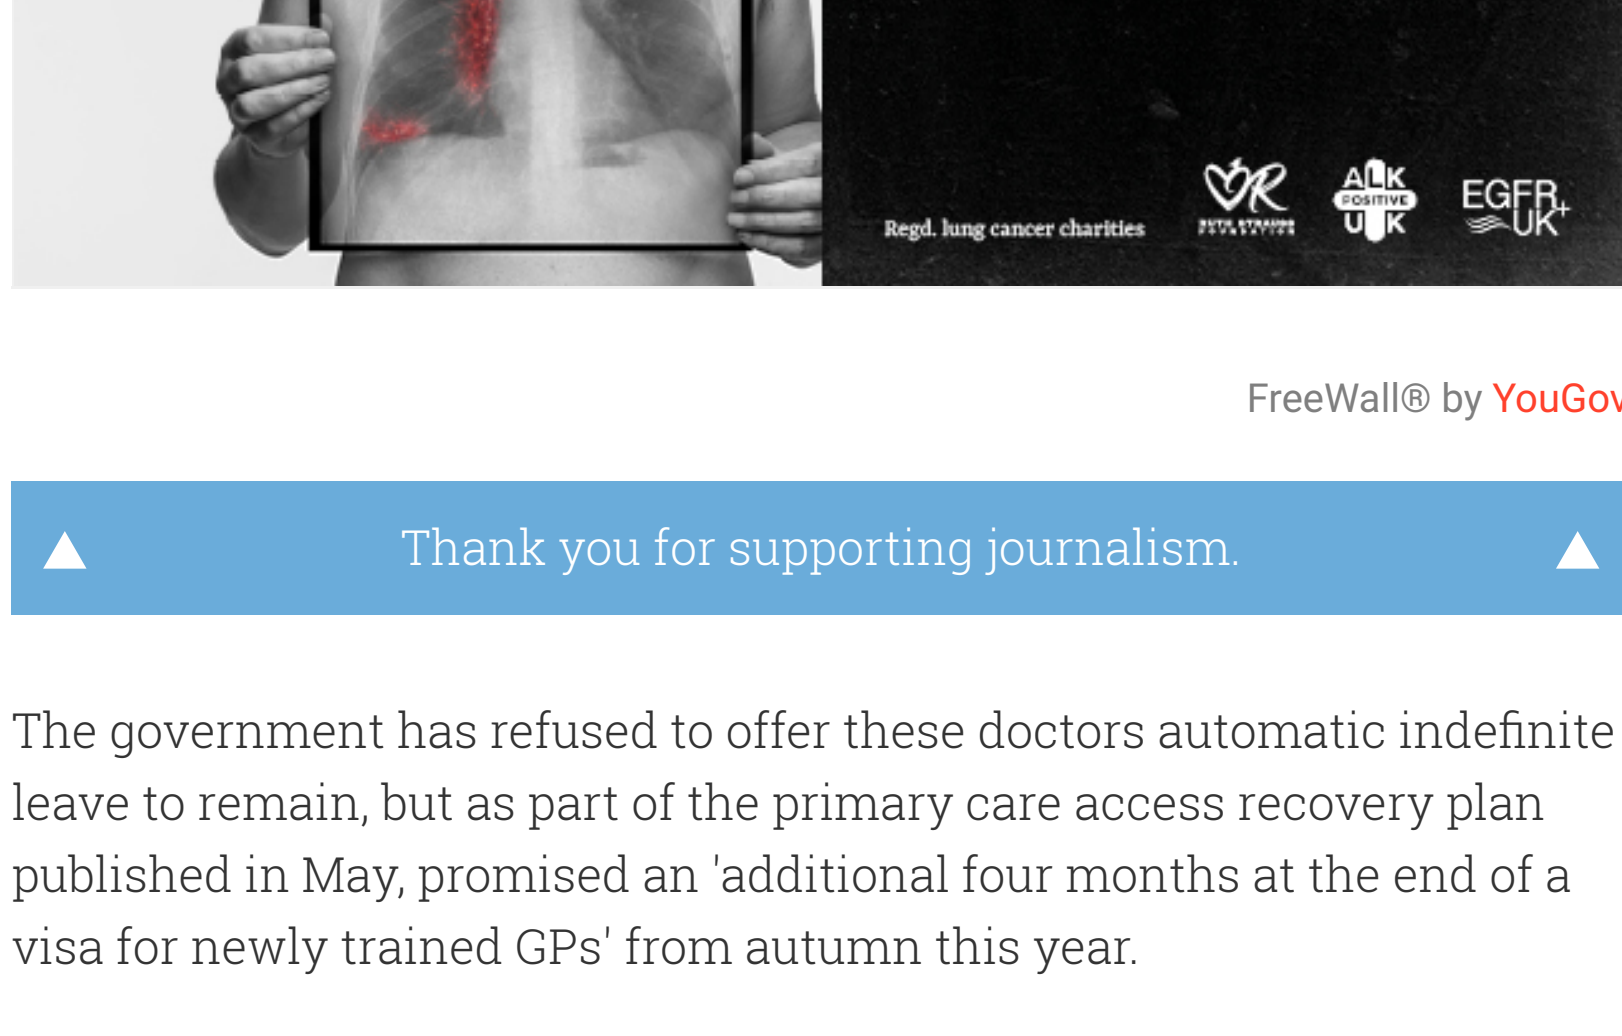 Regd. lung cancer charities
RUTH STRAUSS
FOUNDATION
ALK
POSITIVE
UK
EGFR+
UK
FreeWall® by YouGov
Thank you for supporting journalism.
The government has refused to offer these doctors automatic indefinite
leave to remain, but as part of the primary care access recovery plan
published in May, promised an 'additional four months at the end of a
visa for newly trained GPs' from autumn this year.